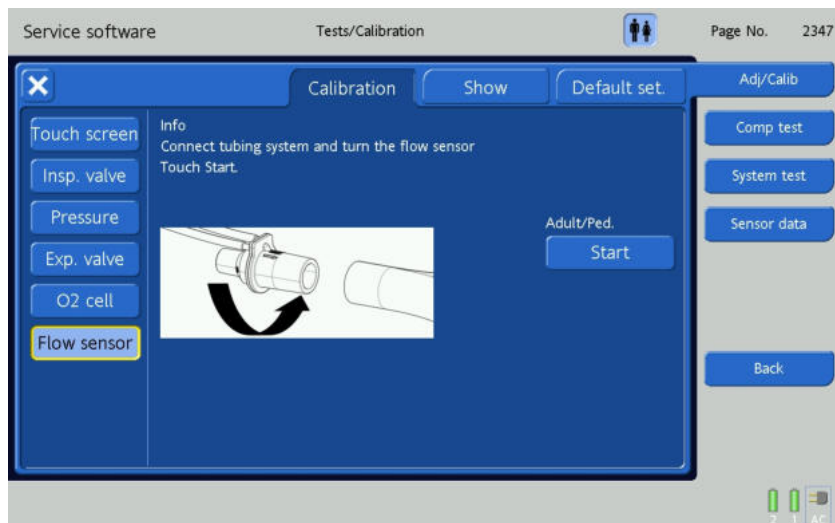 Service software
Tests/Calibration
Page No. 2347
Calibration
Show
Default set.
Adj/Calib
Touch screen
Insp. valve
Pressure
Exp. valve
O2 cell
Flow sensor
Info
Connect tubing system and turn the flow sensor
Touch Start.
Adult/Ped.
Start
Comp test
System test
Sensor data
Back
2 1 AC